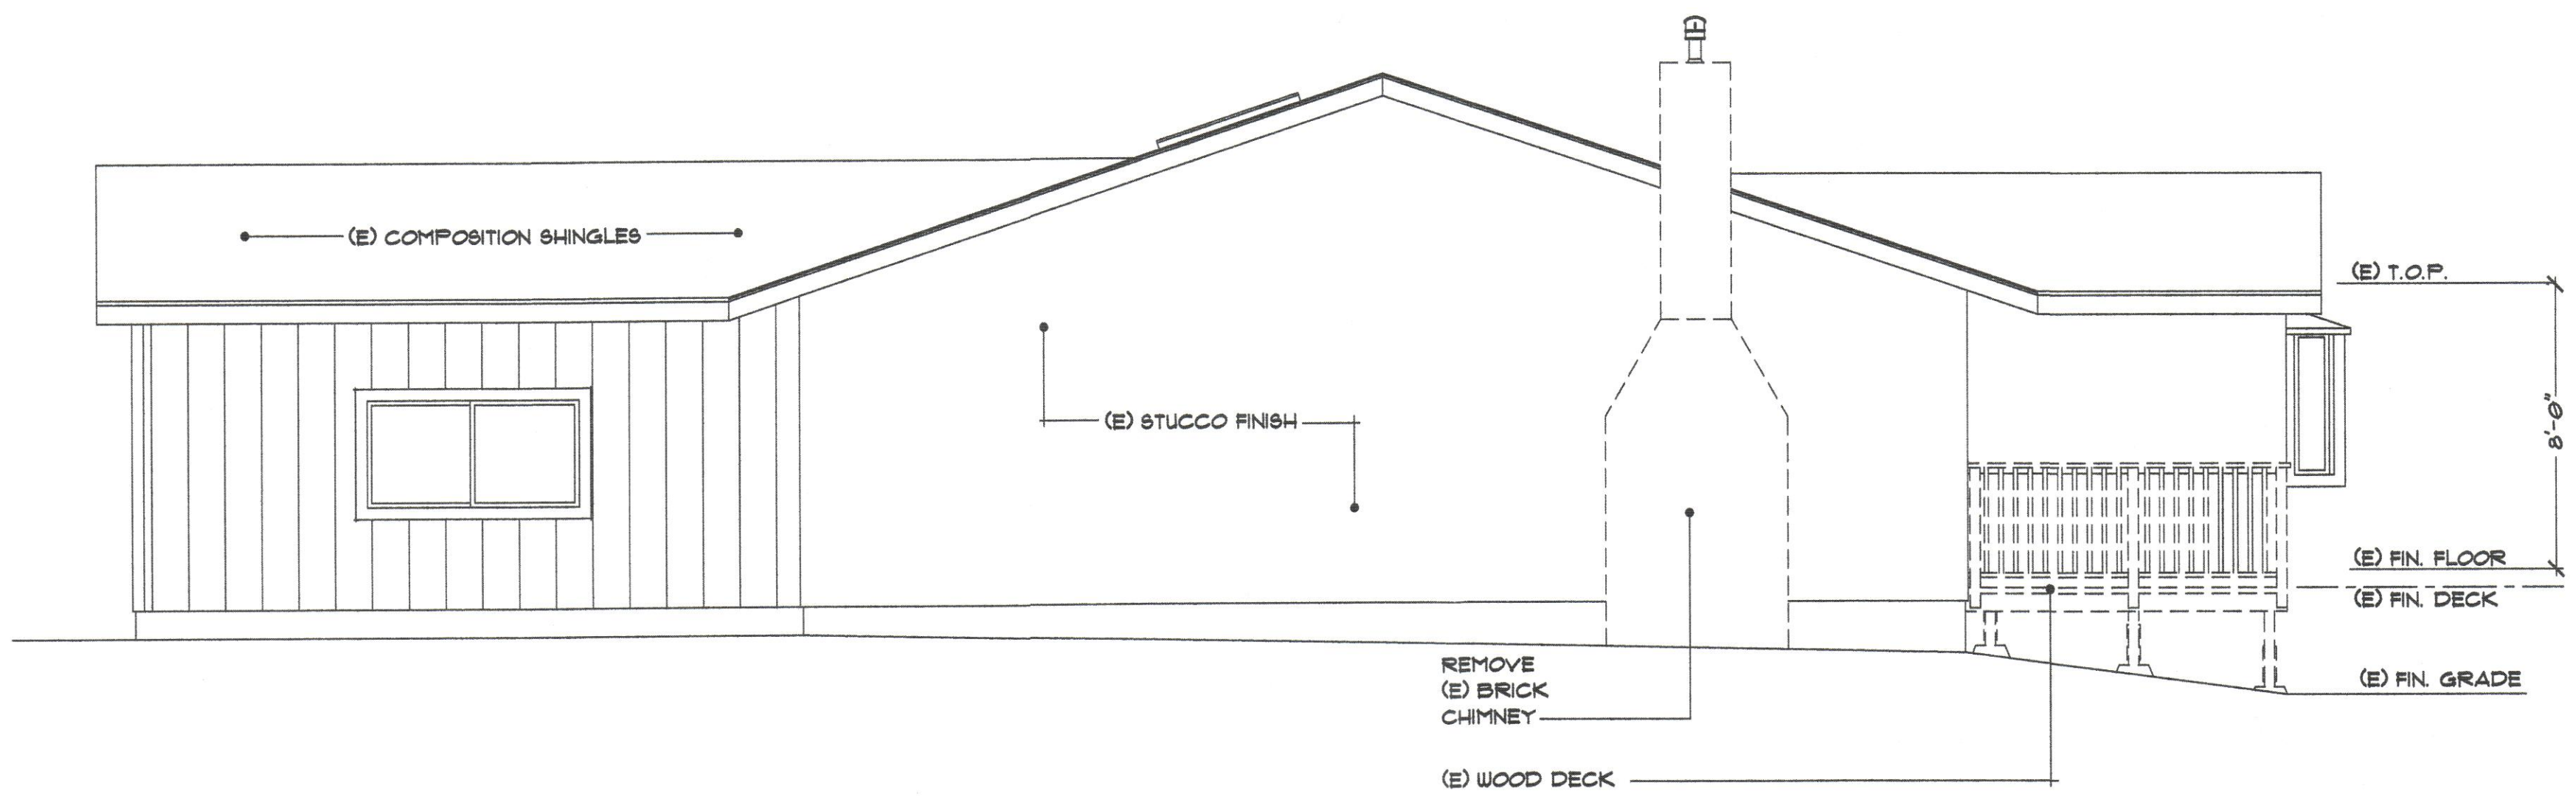 (E) COMPOSITION SHINGLES
(E) T.O.P.
(E) STUCCO FINISH
8'-0"
(E) FIN. FLOOR
(E) FIN. DECK
REMOVE
(E) BRICK
CHIMNEY
(E) FIN. GRADE
(E) WOOD DECK